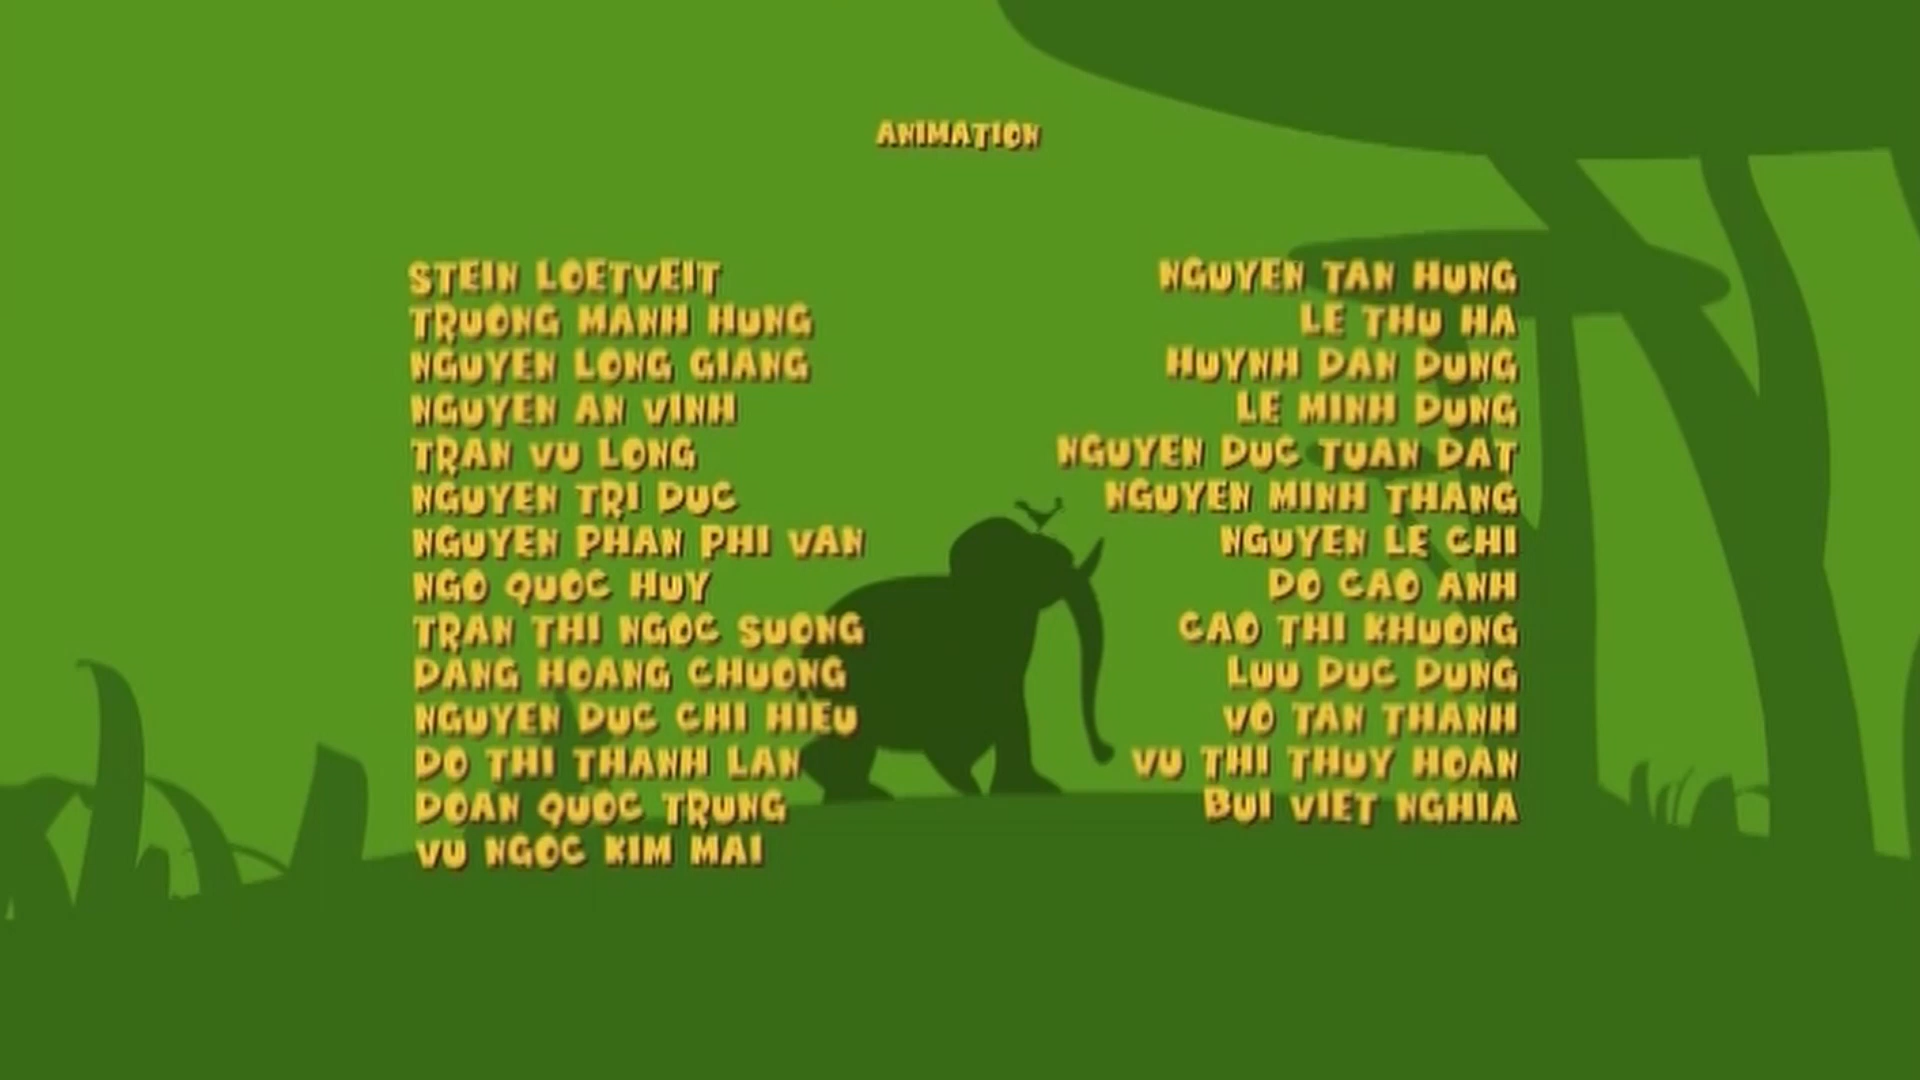 ANIMATION
STEIN LOETVEIT
TRUONG MANH HUNG
NGUYEN LONG GIANG
NGUYEN AN VINH
TRAN VU LONG
NGUYEN TRI DUC
NGUYEN PHAN PHI VAN
NGO QUOC HUY
TRAN THI NGOC SUONG
DANG HOANG CHUONG
NGUYEN DUC CHI HIEU
DO THI THANH LAN
DOAN QUOC TRUNG
VU NGOC KIM MAI
NGUYEN TAN HUNG
LE THU HA
HUYNH DAN DUNG
LE MINH DUNG
NGUYEN DUC TUAN DAT
NGUYEN MINH THANG
NGUYEN LE CHI
DO CAO ANH
CAO THI KHUONG
LUU DUC DUNG
VO TAN THANH
VU THI THUY HOAN
BUI VIET NGHIA